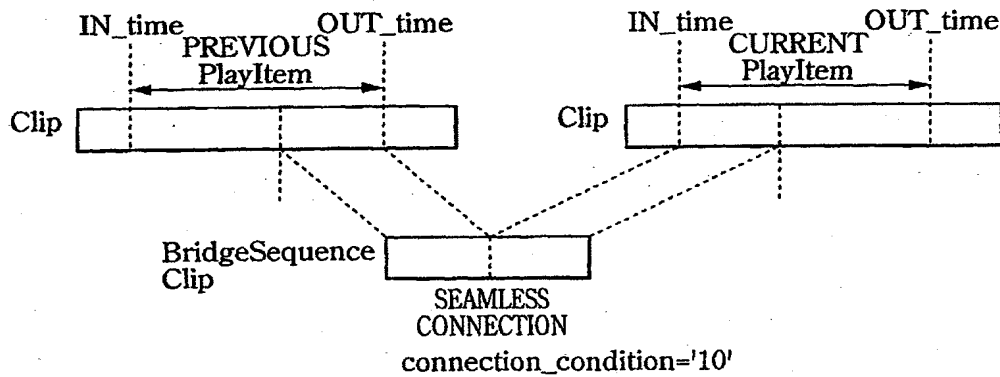 IN_time
OUT_time
PREVIOUS
PlayItem
Clip
IN_time
OUT_time
CURRENT
PlayItem
Clip
BridgeSequence
Clip
SEAMLESS
CONNECTION
connection_condition='10'